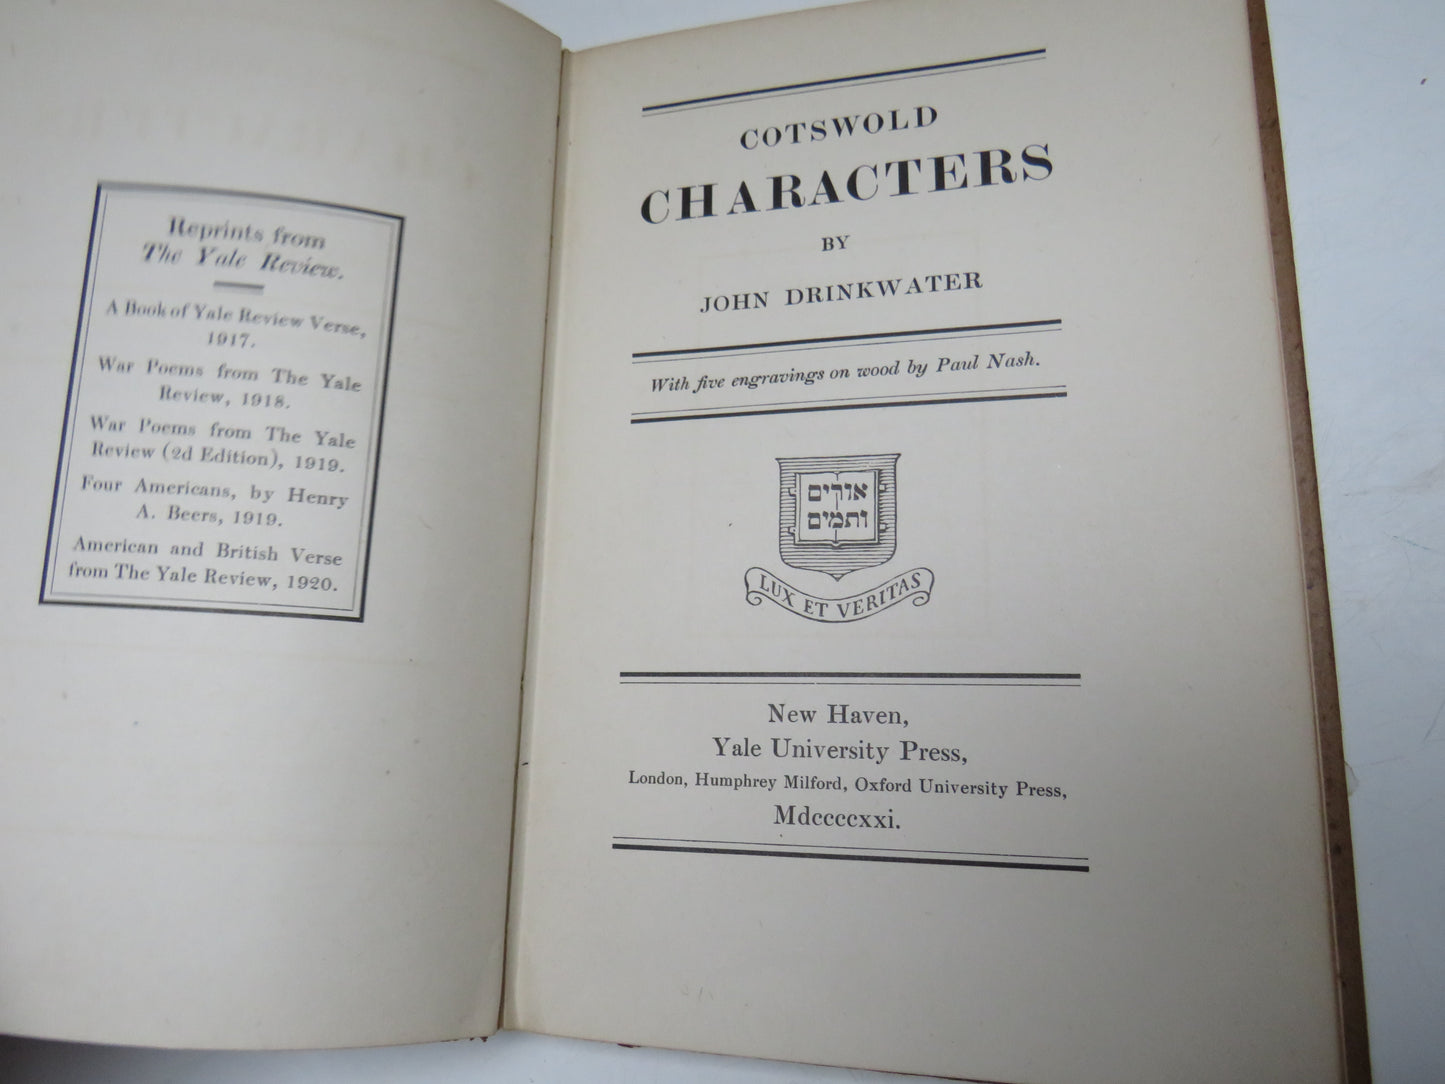 Reprints from
The Yale Review.
A Book of Yale Review Verse,
1917.
War Poems from The Yale
Review, 1918.
War Poems from The Yale
Review (2d Edition), 1919.
Four Americans, by Henry
A. Beers, 1919.
American and British Verse
from The Yale Review, 1920.
COTSWOLD
CHARACTERS
BY
JOHN DRINKWATER
With five engravings on wood by Paul Nash.
אורים
ותמים
LUX ET VERITAS
New Haven,
Yale University Press,
London, Humphrey Milford, Oxford University Press,
Mdccccxxi.